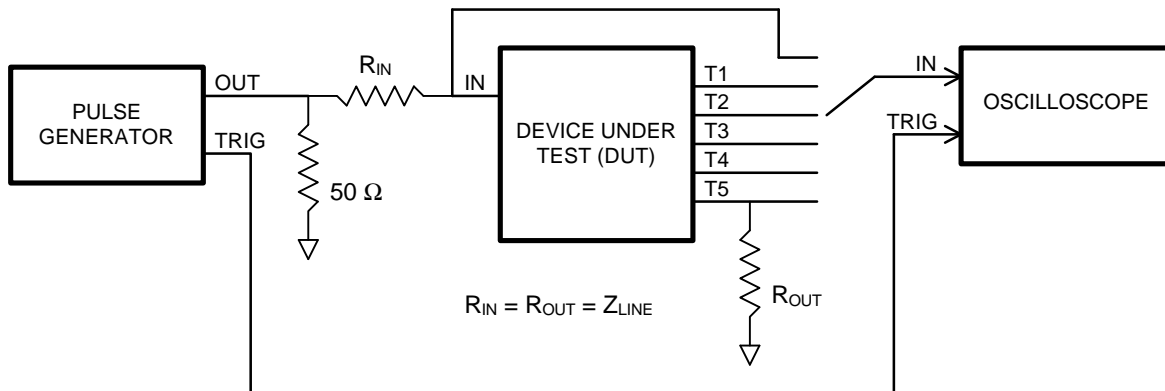 PULSE
GENERATOR
OUT
TRIG
50 Ω
R_IN
IN
DEVICE UNDER
TEST (DUT)
T1
T2
T3
T4
T5
R_OUT
R_IN = R_OUT = Z_LINE
IN
TRIG
OSCILLOSCOPE